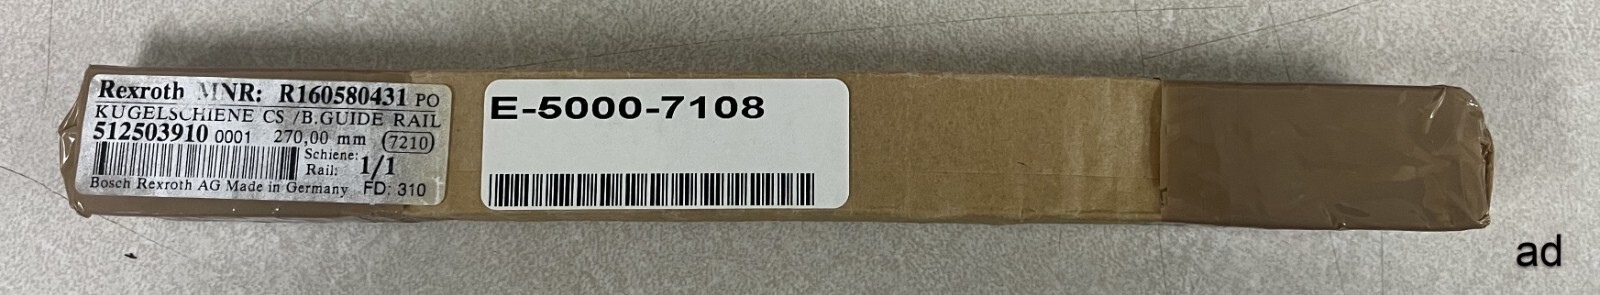 Rexroth MNR: R160580431 PO
KUGELSCHIENE CS /B.GUIDE RAIL
512503910 0001 270,00 mm 7210
Schiene:
Rail: 1/1
Bosch Rexroth AG Made in Germany FD: 310
E-5000-7108
ad